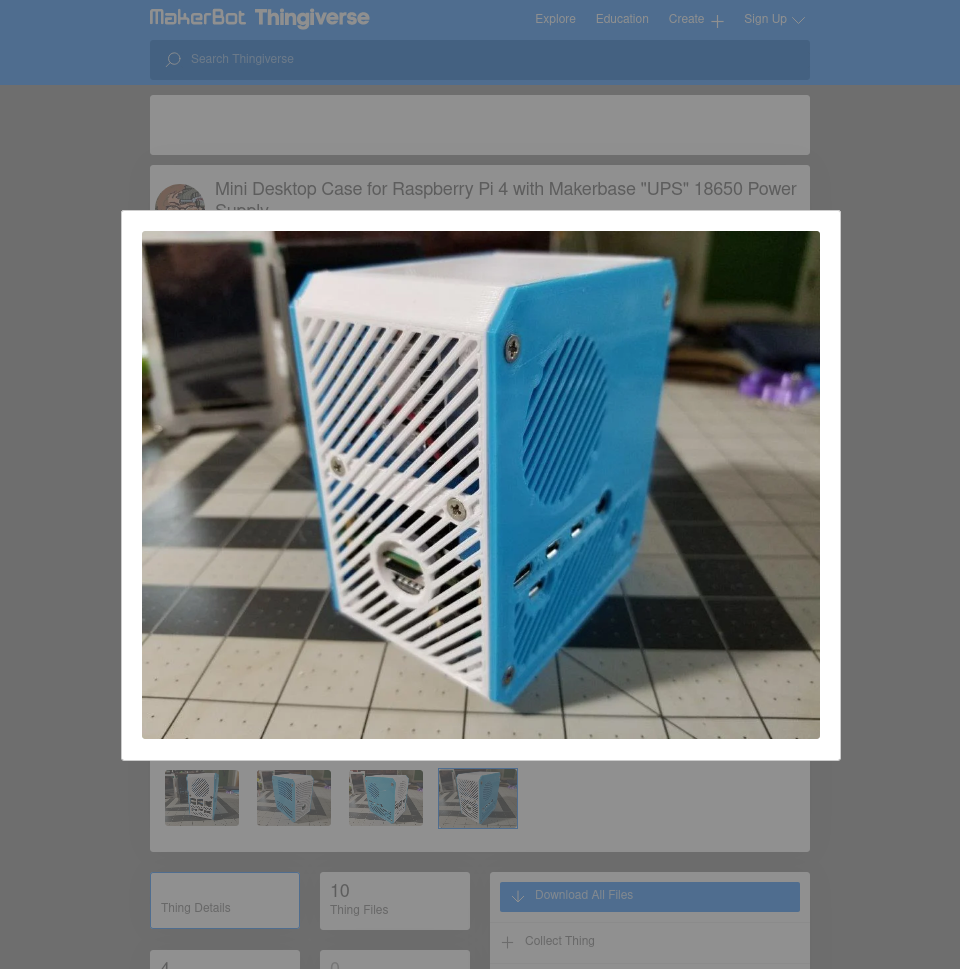 MakerBot Thingiverse
Explore
Education
Create
Sign Up
Search Thingiverse
Mini Desktop Case for Raspberry Pi 4 with Makerbase "UPS" 18650 Power
Supply
10
Thing Details
Thing Files
Download All Files
Collect Thing
4
0